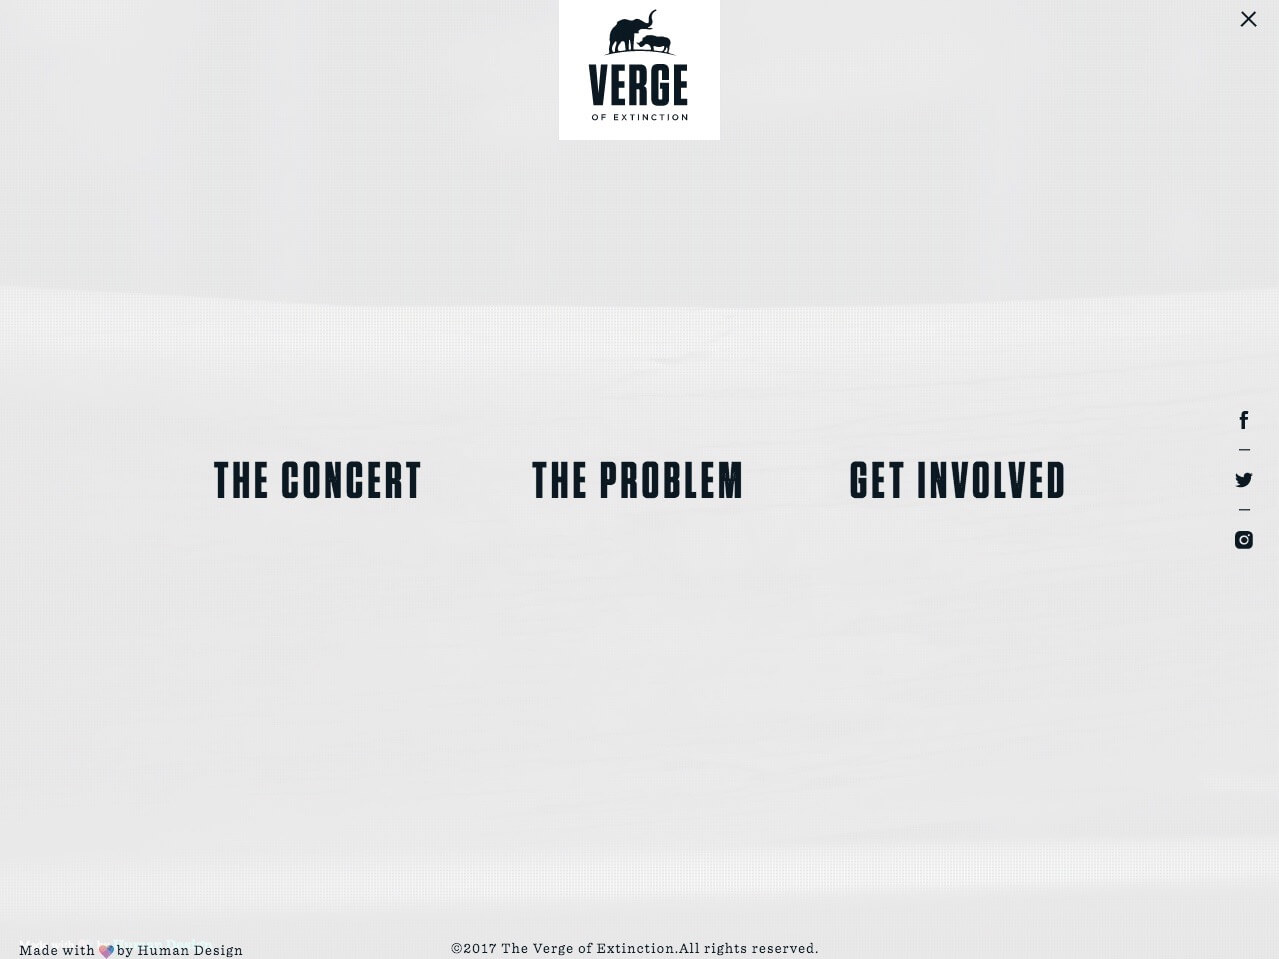 VERGE
OF EXTINCTION
THE CONCERT
THE PROBLEM
GET INVOLVED
Made with by Human Design
©2017 The Verge of Extinction.All rights reserved.